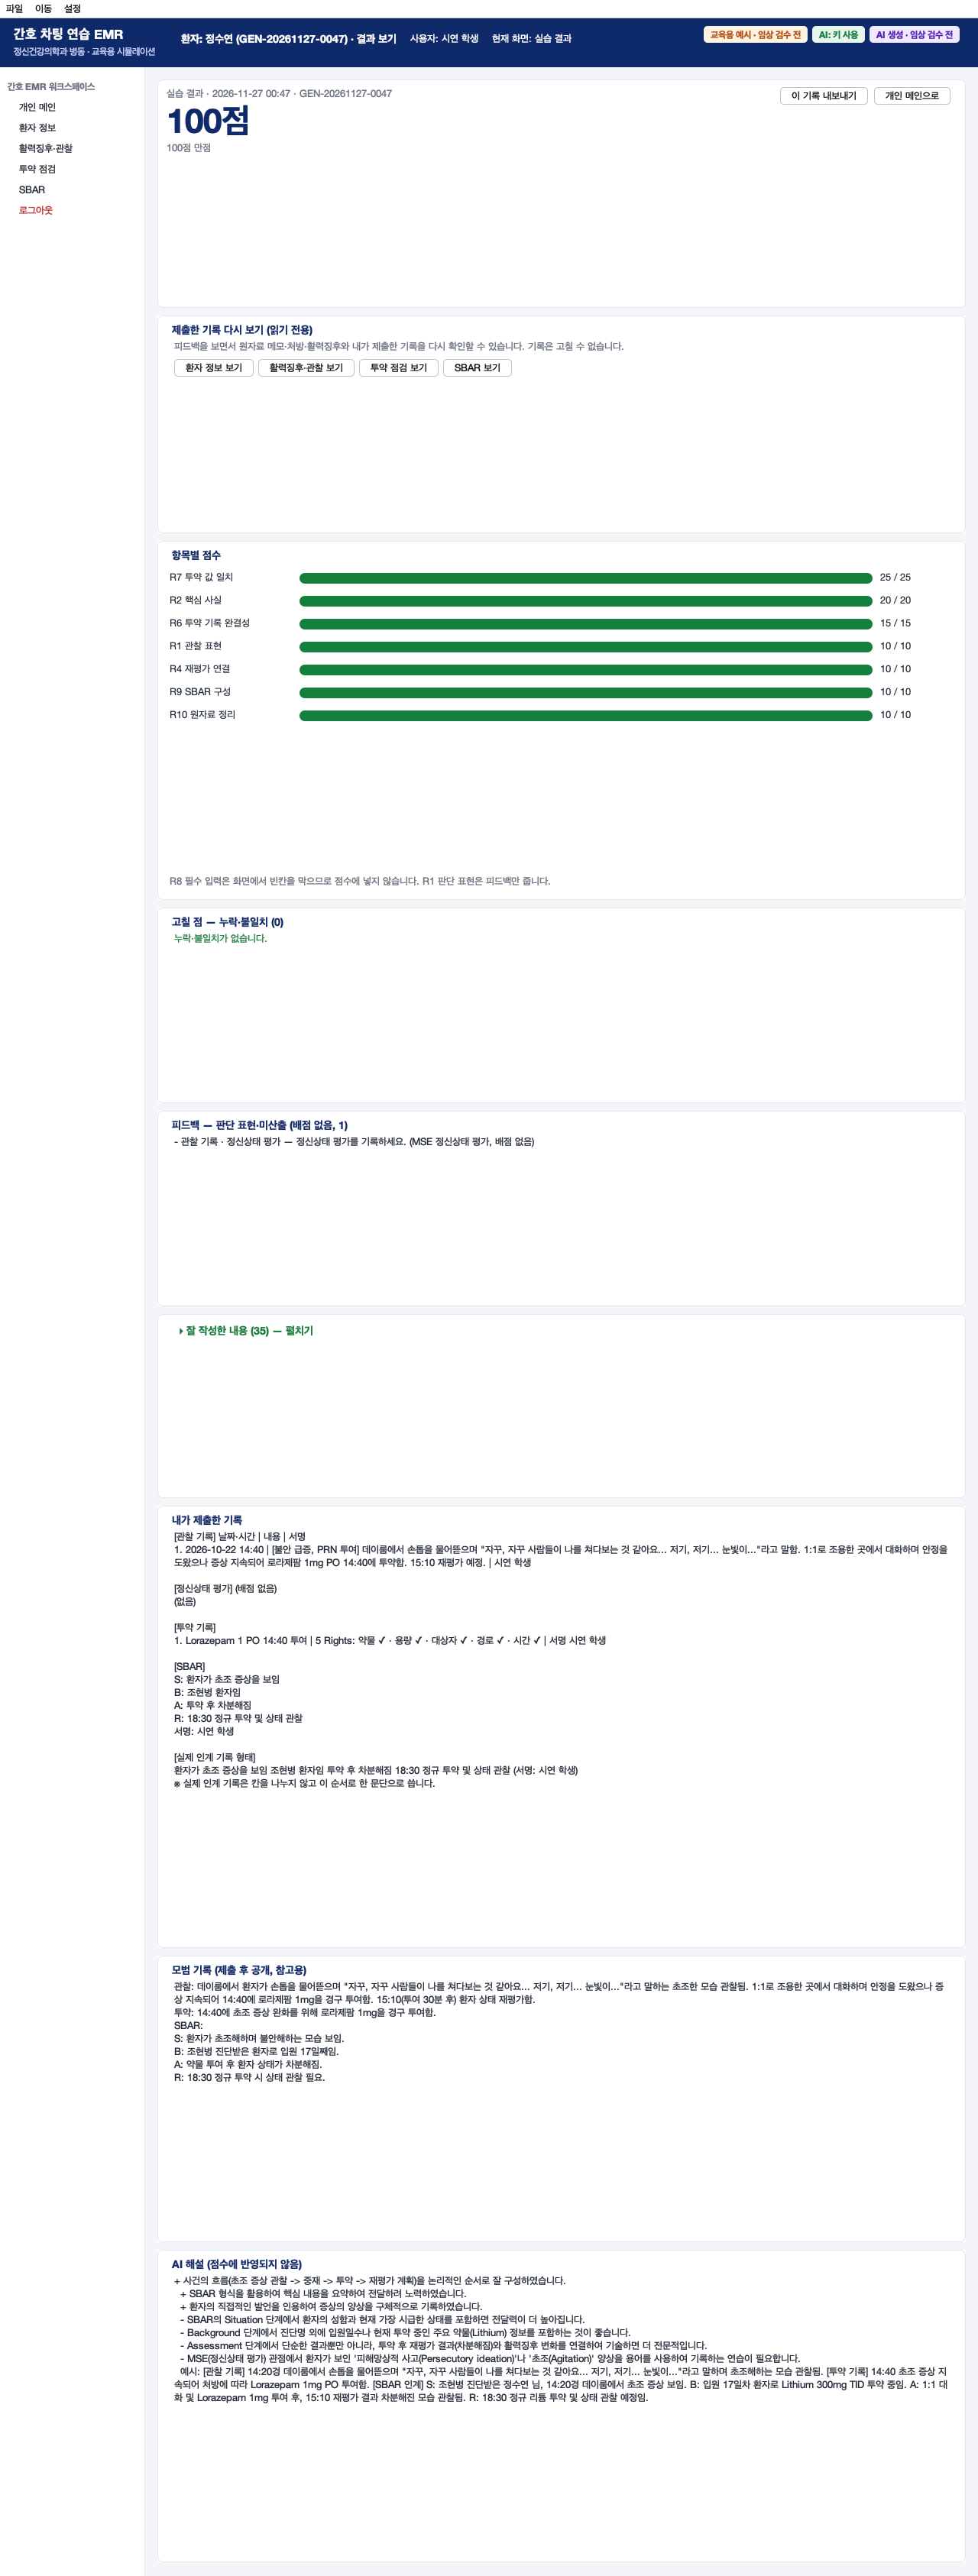 파일 이동 설정
간호 차팅 연습 EMR
정신건강의학과 병동 · 교육용 시뮬레이션
환자: 정수연 (GEN-20261127-0047) · 결과 보기 사용자: 시연 학생 현재 화면: 실습 결과
교육용 예시 · 임상 검수 전 AI: 키 사용 AI 생성 · 임상 검수 전
간호 EMR 워크스페이스
개인 메인
환자 정보
활력징후·관찰
투약 점검
SBAR
로그아웃
실습 결과 · 2026-11-27 00:47 · GEN-20261127-0047
이 기록 내보내기 개인 메인으로
100점
100점 만점
제출한 기록 다시 보기 (읽기 전용)
피드백을 보면서 원자료 메모·처방·활력징후와 내가 제출한 기록을 다시 확인할 수 있습니다. 기록은 고칠 수 없습니다.
환자 정보 보기 활력징후·관찰 보기 투약 점검 보기 SBAR 보기
항목별 점수
R7 투약 값 일치 25 / 25
R2 핵심 사실 20 / 20
R6 투약 기록 완결성 15 / 15
R1 관찰 표현 10 / 10
R4 재평가 연결 10 / 10
R9 SBAR 구성 10 / 10
R10 원자료 정리 10 / 10
R8 필수 입력은 화면에서 빈칸을 막으므로 점수에 넣지 않습니다. R1 판단 표현은 피드백만 줍니다.
고칠 점 — 누락·불일치 (0)
누락·불일치가 없습니다.
피드백 — 판단 표현·미산출 (배점 없음, 1)
- 관찰 기록 · 정신상태 평가 — 정신상태 평가를 기록하세요. (MSE 정신상태 평가, 배점 없음)
잘 작성한 내용 (35) — 펼치기
내가 제출한 기록
[관찰 기록] 날짜·시간 | 내용 | 서명
1. 2026-10-22 14:40 | [불안 급증, PRN 투여] 데이룸에서 손톱을 물어뜯으며 "자꾸, 자꾸 사람들이 나를 쳐다보는 것 같아요... 저기, 저기... 눈빛이..."라고 말함. 1:1로 조용한 곳에서 대화하며 안정을
도왔으나 증상 지속되어 로라제팜 1mg PO 14:40에 투약함. 15:10 재평가 예정. | 시연 학생
[정신상태 평가] (배점 없음)
(없음)
[투약 기록]
1. Lorazepam 1 PO 14:40 투여 | 5 Rights: 약물 ✓ · 용량 ✓ · 대상자 ✓ · 경로 ✓ · 시간 ✓ | 서명 시연 학생
[SBAR]
S: 환자가 초조 증상을 보임
B: 조현병 환자임
A: 투약 후 차분해짐
R: 18:30 정규 투약 및 상태 관찰
서명: 시연 학생
[실제 인계 기록 형태]
환자가 초조 증상을 보임 조현병 환자임 투약 후 차분해짐 18:30 정규 투약 및 상태 관찰 (서명: 시연 학생)
※ 실제 인계 기록은 칸을 나누지 않고 이 순서로 한 문단으로 씁니다.
모범 기록 (제출 후 공개, 참고용)
관찰: 데이룸에서 환자가 손톱을 물어뜯으며 "자꾸, 자꾸 사람들이 나를 쳐다보는 것 같아요... 저기, 저기... 눈빛이..."라고 말하는 초조한 모습 관찰됨. 1:1로 조용한 곳에서 대화하며 안정을 도왔으나 증
상 지속되어 14:40에 로라제팜 1mg을 경구 투여함. 15:10(투여 30분 후) 환자 상태 재평가함.
투약: 14:40에 초조 증상 완화를 위해 로라제팜 1mg을 경구 투여함.
SBAR:
S: 환자가 초조해하며 불안해하는 모습 보임.
B: 조현병 진단받은 환자로 입원 17일째임.
A: 약물 투여 후 환자 상태가 차분해짐.
R: 18:30 정규 투약 시 상태 관찰 필요.
AI 해설 (점수에 반영되지 않음)
+ 사건의 흐름(초조 증상 관찰 -> 중재 -> 투약 -> 재평가 계획)을 논리적인 순서로 잘 구성하였습니다.
+ SBAR 형식을 활용하여 핵심 내용을 요약하여 전달하려 노력하였습니다.
+ 환자의 직접적인 발언을 인용하여 증상의 양상을 구체적으로 기록하였습니다.
- SBAR의 Situation 단계에서 환자의 성함과 현재 가장 시급한 상태를 포함하면 전달력이 더 높아집니다.
- Background 단계에서 진단명 외에 입원일수나 현재 투약 중인 주요 약물(Lithium) 정보를 포함하는 것이 좋습니다.
- Assessment 단계에서 단순한 결과뿐만 아니라, 투약 후 재평가 결과(차분해짐)와 활력징후 변화를 연결하여 기술하면 더 전문적입니다.
- MSE(정신상태 평가) 관점에서 환자가 보인 '피해망상적 사고(Persecutory ideation)'나 '초조(Agitation)' 양상을 용어를 사용하여 기록하는 연습이 필요합니다.
예시: [관찰 기록] 14:20경 데이룸에서 손톱을 물어뜯으며 "자꾸, 자꾸 사람들이 나를 쳐다보는 것 같아요... 저기, 저기... 눈빛이..."라고 말하며 초조해하는 모습 관찰됨. [투약 기록] 14:40 초조 증상 지
속되어 처방에 따라 Lorazepam 1mg PO 투여함. [SBAR 인계] S: 조현병 진단받은 정수연 님, 14:20경 데이룸에서 초조 증상 보임. B: 입원 17일차 환자로 Lithium 300mg TID 투약 중임. A: 1:1 대
화 및 Lorazepam 1mg 투여 후, 15:10 재평가 결과 차분해진 모습 관찰됨. R: 18:30 정규 리튬 투약 및 상태 관찰 예정임.